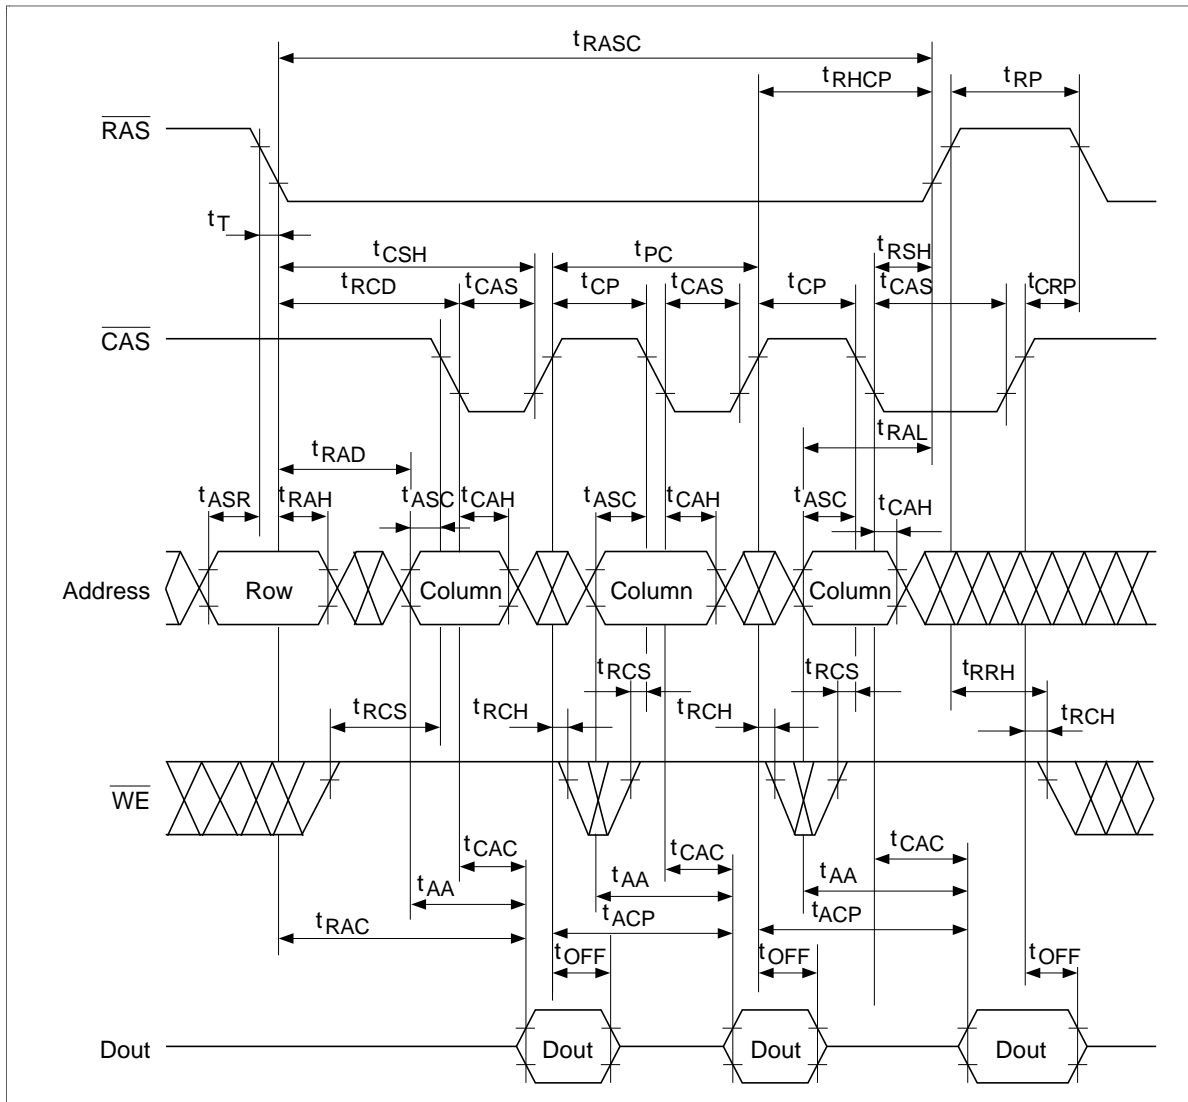 tRASC
tRHCP
tRP
RAS
tT
tCSH
tPC
tRSH
tRCD
tCAS
tCP
tCAS
tCP
tCAS
tCRP
CAS
tRAD
tRAL
tASR
tRAH
tASC
tCAH
tASC
tCAH
tASC
tCAH
Address
Row
Column
Column
Column
tRCS
tRCS
tRRH
tRCS
tRCH
tRCH
tRCH
WE
tCAC
tCAC
tCAC
tAA
tAA
tAA
tRAC
tACP
tACP
tOFF
tOFF
tOFF
Dout
Dout
Dout
Dout